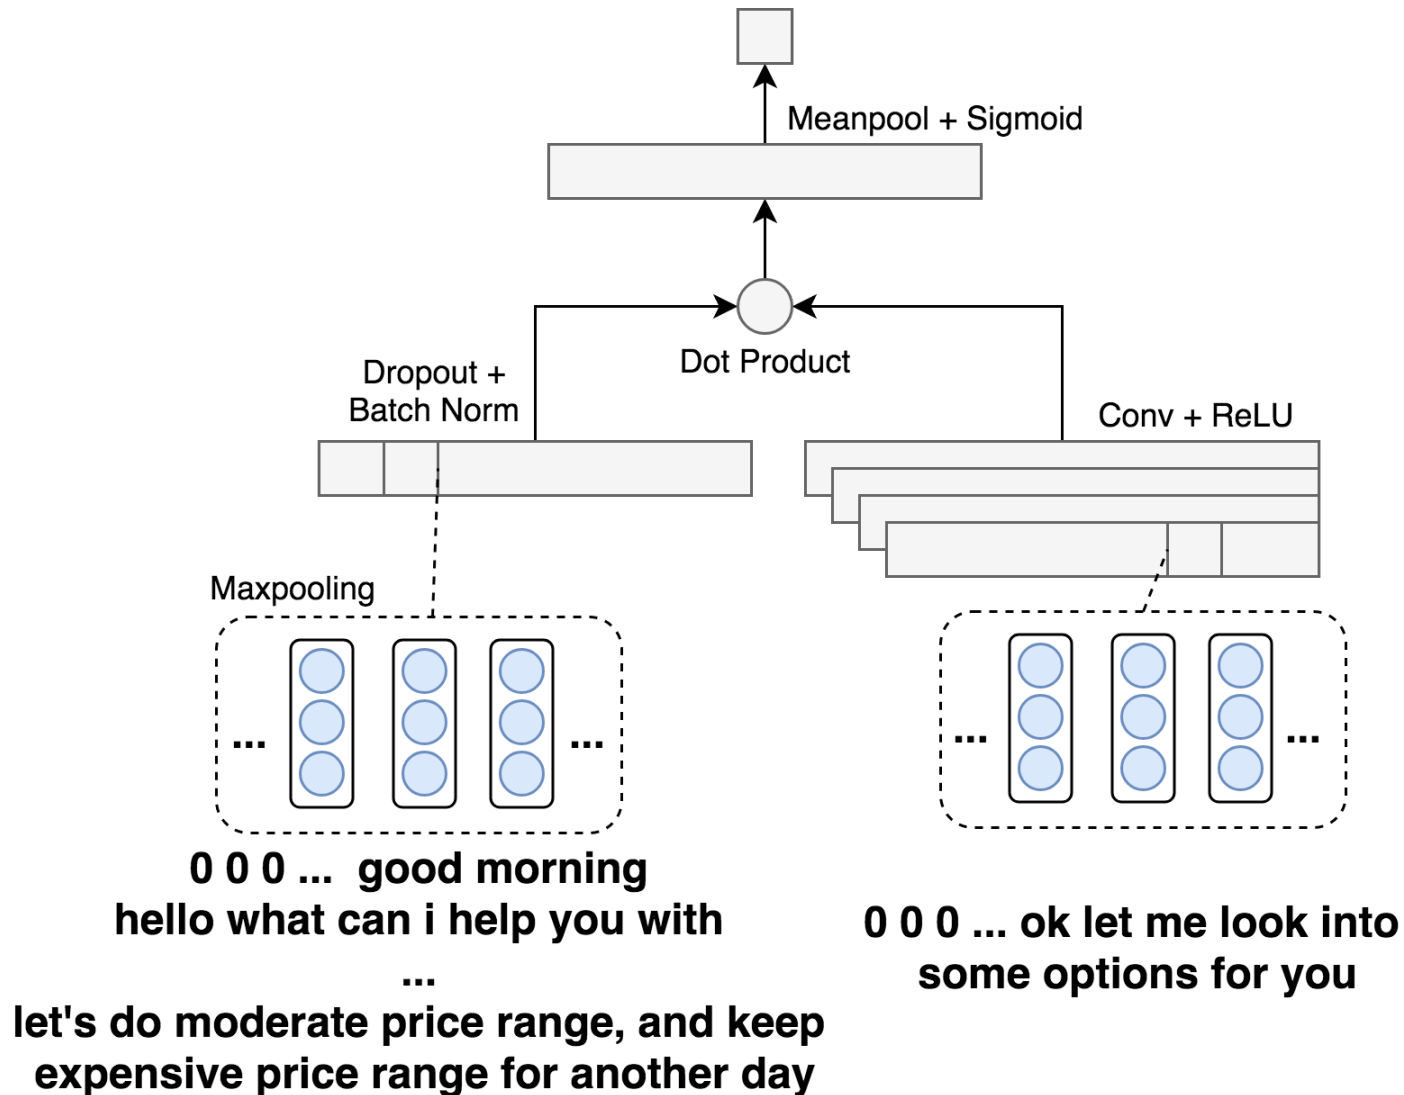 Meanpool + Sigmoid
Dot Product
Dropout +
Batch Norm
Conv + ReLU
Maxpooling
...
...
...
...
0 0 0 ... good morning
hello what can i help you with
...
let's do moderate price range, and keep
expensive price range for another day
0 0 0 ... ok let me look into
some options for you